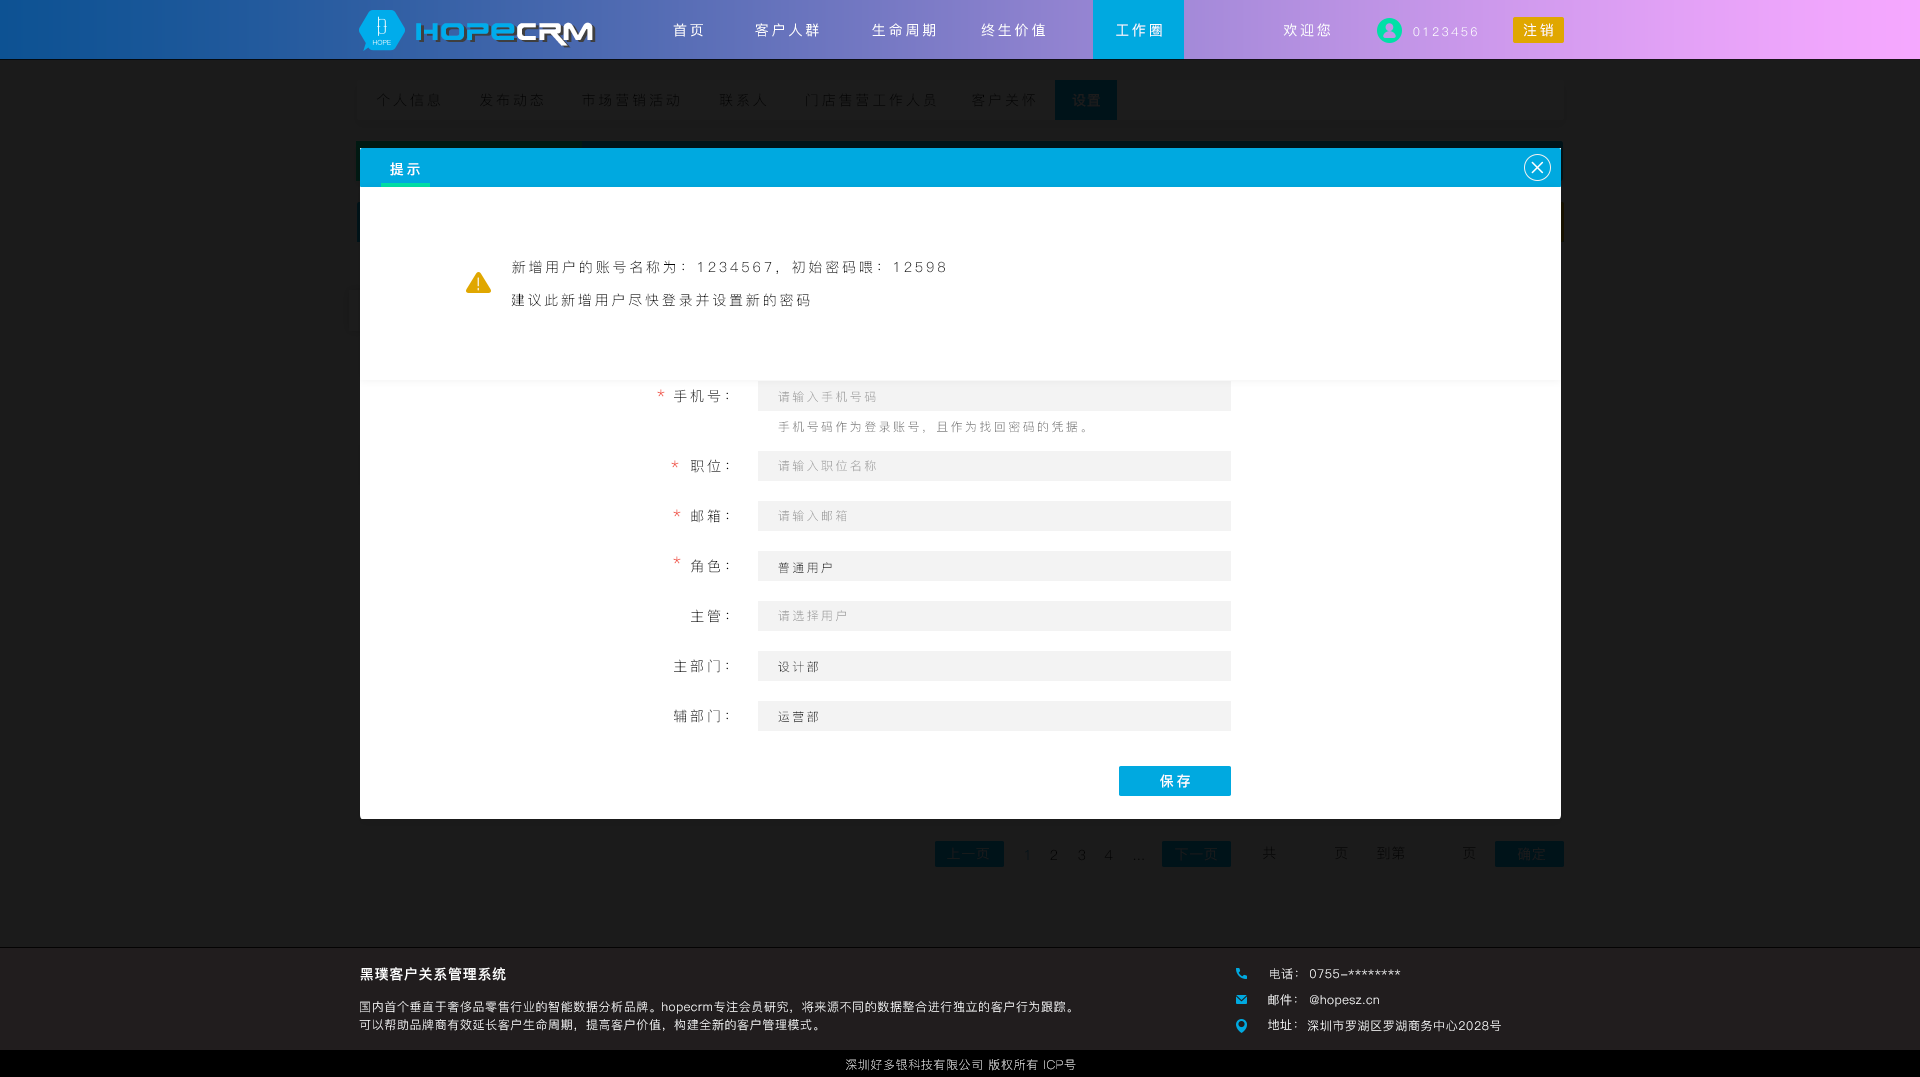 HOPE HOPECRM 首页 客户人群 生命周期 终生价值 工作圈 欢迎您 0123456 注销
个人信息 发布动态 市场营销活动 联系人 门店售营工作人员 客户关怀 设置
提示
新增用户的账号名称为：1234567，初始密码喂：12598
建议此新增用户尽快登录并设置新的密码
* 手机号： 请输入手机号码
手机号码作为登录账号，且作为找回密码的凭据。
* 职位： 请输入职位名称
* 邮箱： 请输入邮箱
* 角色： 普通用户
主管： 请选择用户
主部门： 设计部
辅部门： 运营部
保存
上一页 2 3 4 ... 下一页 共 页 到第 页 确定
黑璞客户关系管理系统
国内首个垂直于奢侈品零售行业的智能数据分析品牌。hopecrm专注会员研究，将来源不同的数据整合进行独立的客户行为跟踪。
可以帮助品牌商有效延长客户生命周期，提高客户价值，构建全新的客户管理模式。
电话： 0755-********
邮件： @hopesz.cn
地址： 深圳市罗湖区罗湖商务中心2028号
深圳好多银科技有限公司 版权所有 ICP号